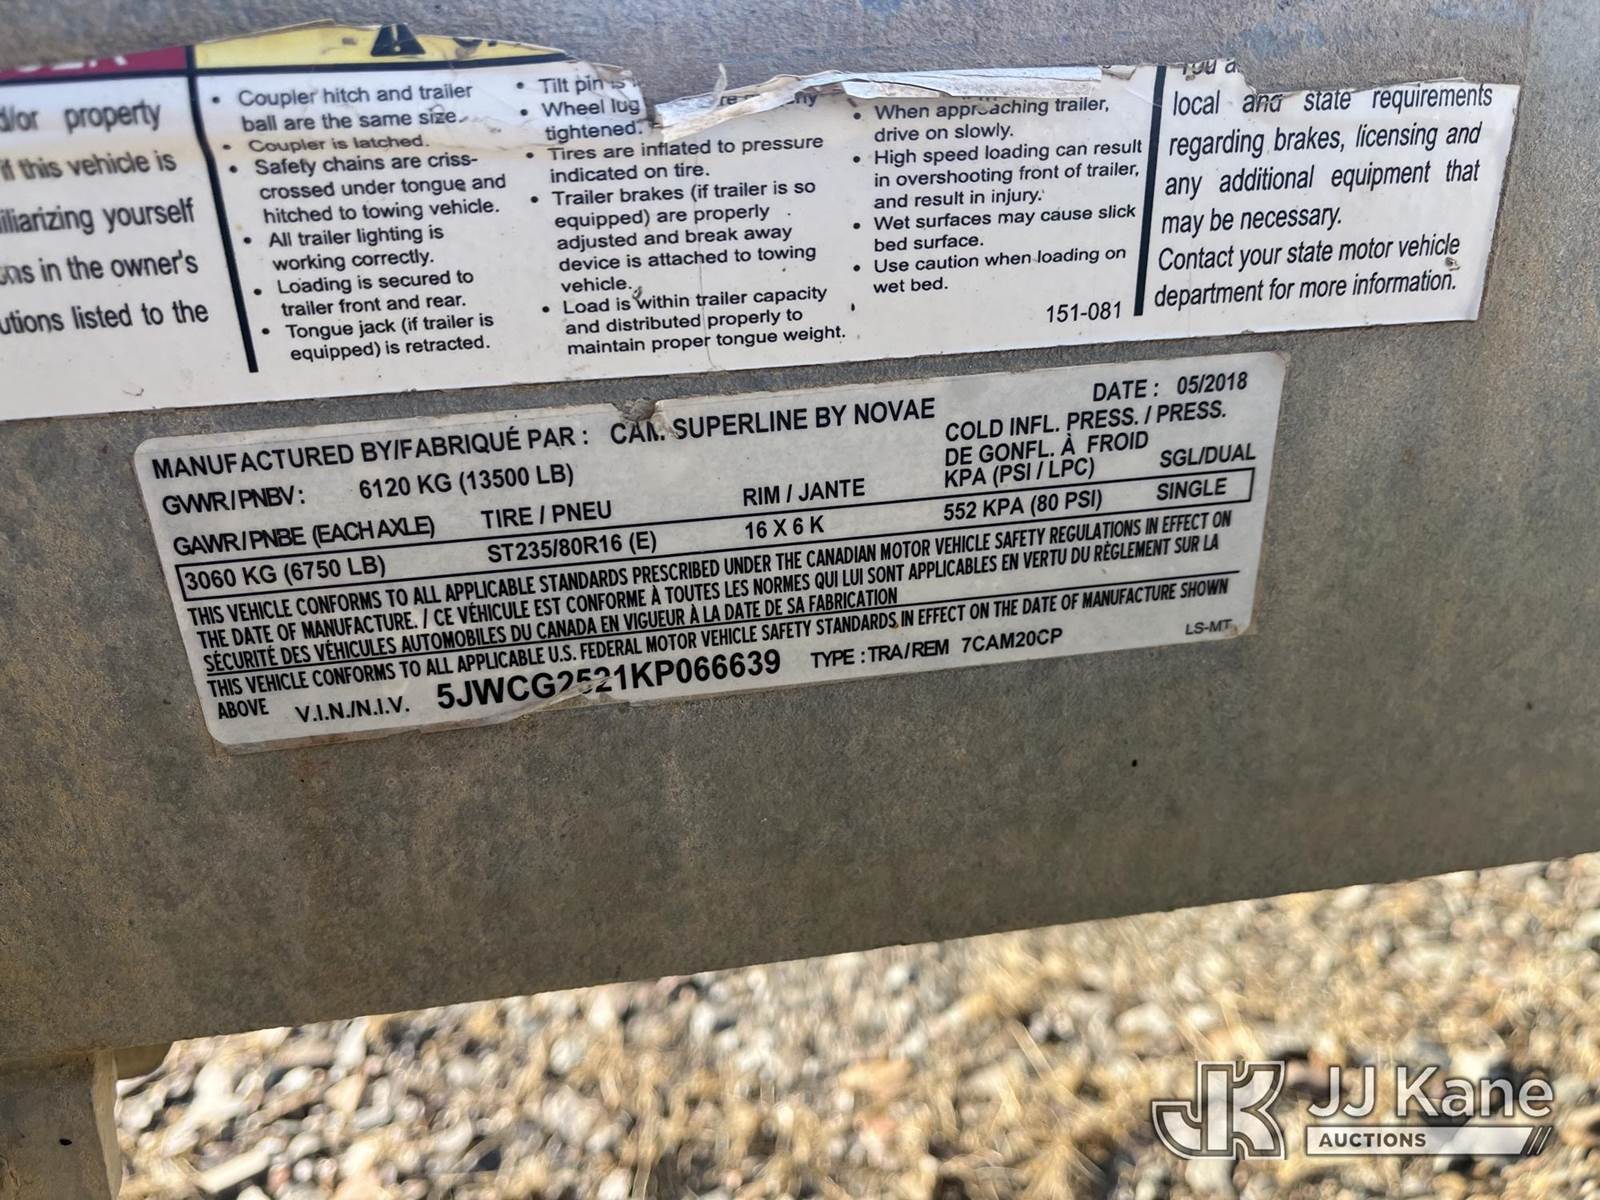 d/or property
if this vehicle is
iliarizing yourself
ns in the owner's
utions listed to the
• Coupler hitch and trailer
ball are the same size.
• Coupler is latched.
• Safety chains are criss-
crossed under tongue and
hitched to towing vehicle.
• All trailer lighting is
working correctly.
• Loading is secured to
trailer front and rear.
• Tongue jack (if trailer is
equipped) is retracted.
• Tilt pin is
• Wheel lug
tightened.
• Tires are inflated to pressure
indicated on tire.
• Trailer brakes (if trailer is so
equipped) are properly
adjusted and break away
device is attached to towing
vehicle.
• Load is within trailer capacity
and distributed properly to
maintain proper tongue weight.
• When approaching trailer,
drive on slowly.
• High speed loading can result
in overshooting front of trailer,
and result in injury.
• Wet surfaces may cause slick
bed surface.
• Use caution when loading on
wet bed.
151-081
You a
local and state requirements
regarding brakes, licensing and
any additional equipment that
may be necessary.
Contact your state motor vehicle
department for more information.
MANUFACTURED BY/FABRIQUÉ PAR : CAM SUPERLINE BY NOVAE
DATE : 05/2018
GVWR/PNBV : 6120 KG (13500 LB)
COLD INFL. PRESS. / PRESS.
DE GONFL. À FROID
GAWR/PNBE (EACH AXLE) TIRE / PNEU RIM / JANTE KPA (PSI / LPC) SGL/DUAL
3060 KG (6750 LB) ST235/80R16 (E) 16 X 6 K 552 KPA (80 PSI) SINGLE
THIS VEHICLE CONFORMS TO ALL APPLICABLE STANDARDS PRESCRIBED UNDER THE CANADIAN MOTOR VEHICLE SAFETY REGULATIONS IN EFFECT ON
THE DATE OF MANUFACTURE. / CE VÉHICULE EST CONFORME À TOUTES LES NORMES QUI LUI SONT APPLICABLES EN VERTU DU RÈGLEMENT SUR LA
SÉCURITÉ DES VÉHICULES AUTOMOBILES DU CANADA EN VIGUEUR À LA DATE DE SA FABRICATION
THIS VEHICLE CONFORMS TO ALL APPLICABLE U.S. FEDERAL MOTOR VEHICLE SAFETY STANDARDS IN EFFECT ON THE DATE OF MANUFACTURE SHOWN
ABOVE V.I.N./N.I.V. 5JWCG2521KP066639 TYPE : TRA/REM 7CAM20CP LS-MT
JK JJ Kane
AUCTIONS